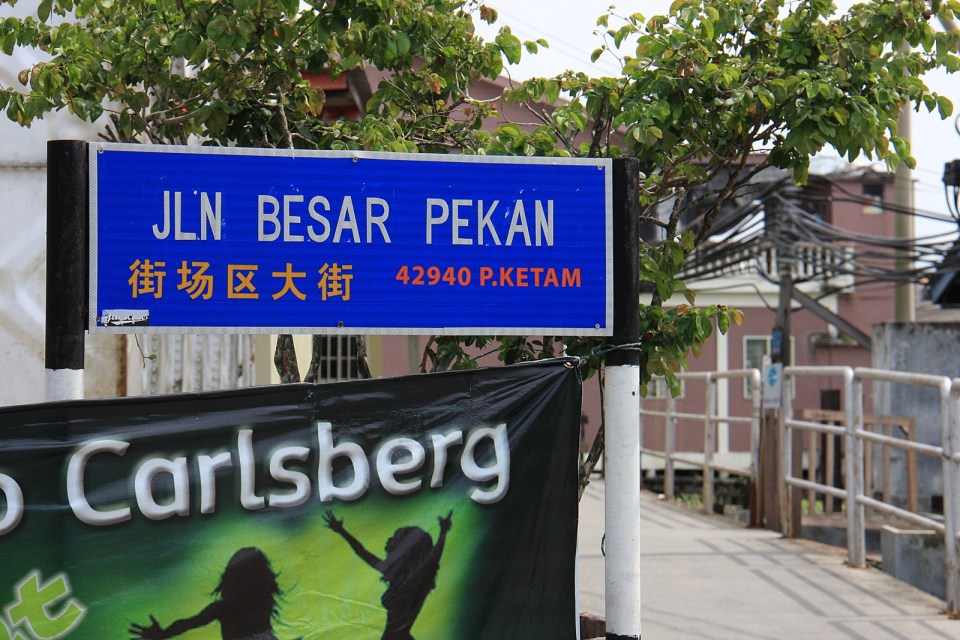 JLN BESAR PEKAN
街场区大街 42940 P.KETAM
o Carlsberg
t